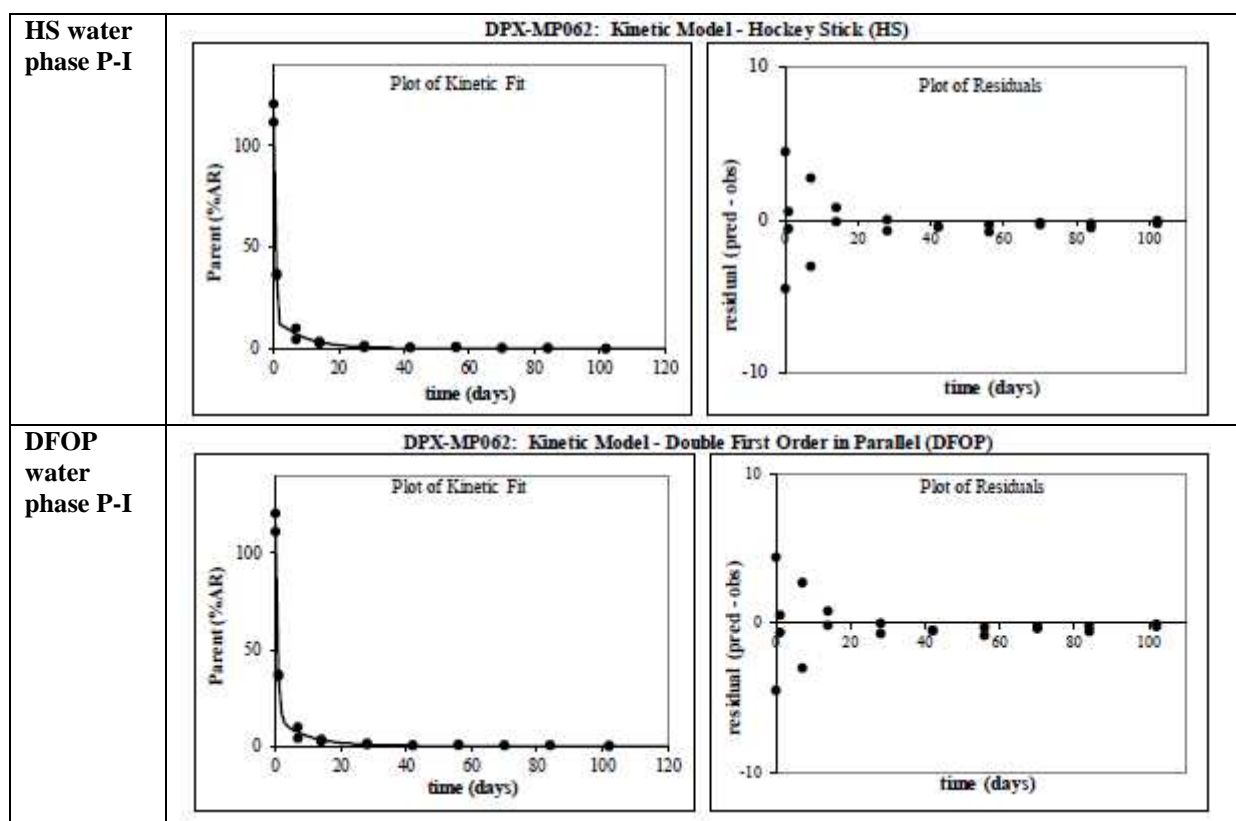 HS water
phase P-I
DPX-MP062: Kinetic Model - Hockey Stick (HS)
Plot of Kinetic Fit
Parent (%AR)
100
50
0
0 20 40 60 80 100 120
time (days)
Plot of Residuals
residual (pred - obs)
10
0
-10
0 20 40 60 80 100
time (days)
DFOP
water
phase P-I
DPX-MP062: Kinetic Model - Double First Order in Parallel (DFOP)
Plot of Kinetic Fit
Parent (%AR)
100
50
0
0 20 40 60 80 100 120
time (days)
Plot of Residuals
residual (pred - obs)
10
0
-10
0 20 40 60 80 100
time (days)